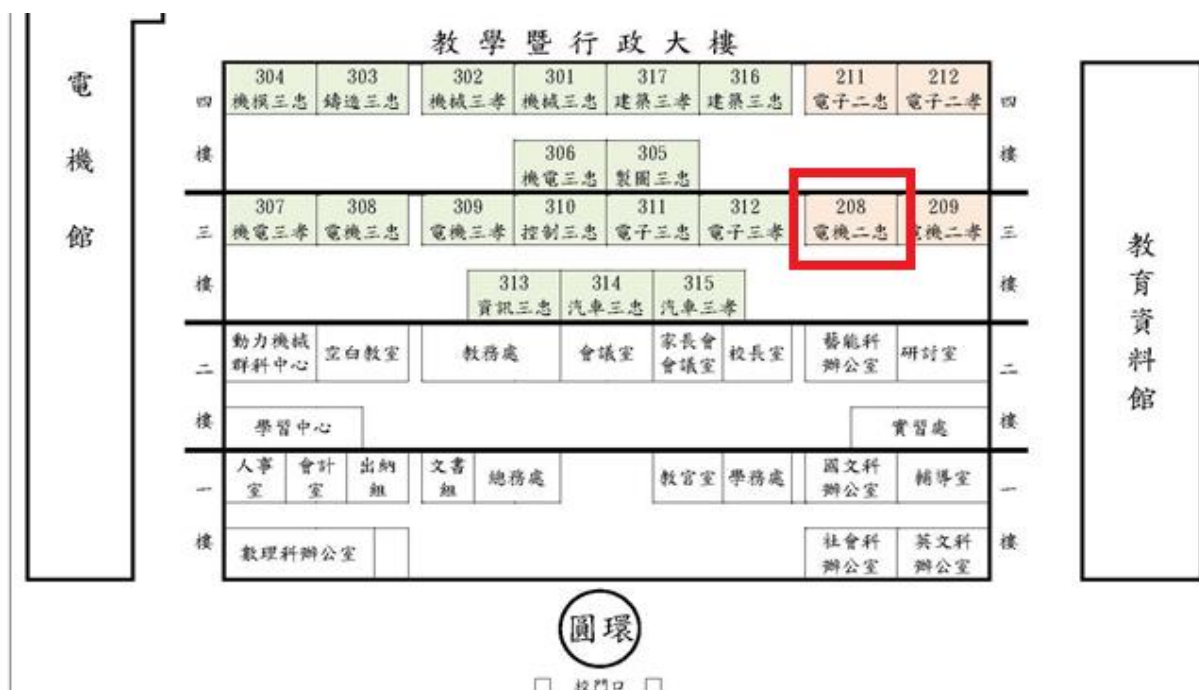 教學暨行政大樓
電機館
304 303 302 301 317 316 211 212
四樓 機模三忠 鑄造三忠 機械三孝 機械三忠 建築三孝 建築三忠 電子二忠 電子二孝 四樓
306 305
機電三忠 製圖三忠
307 308 309 310 311 312 208 209
三樓 機電三孝 電機三忠 電機三孝 控制三忠 電子三忠 電子三孝 電機二忠 電機二孝 三樓
313 314 315
資訊三忠 汽車三忠 汽車三孝
動力機械 家長會 藝能科
二樓 群科中心 空白教室 教務處 會議室 會議室 校長室 辦公室 研討室 二樓
學習中心 實習處
人事 會計 出納 文書 國文科
一樓 室 室 組 組 總務處 教官室 學務處 辦公室 輔導室 一樓
社會科 英文科
數理科辦公室 辦公室 辦公室
教育資料館
圓環
校門口